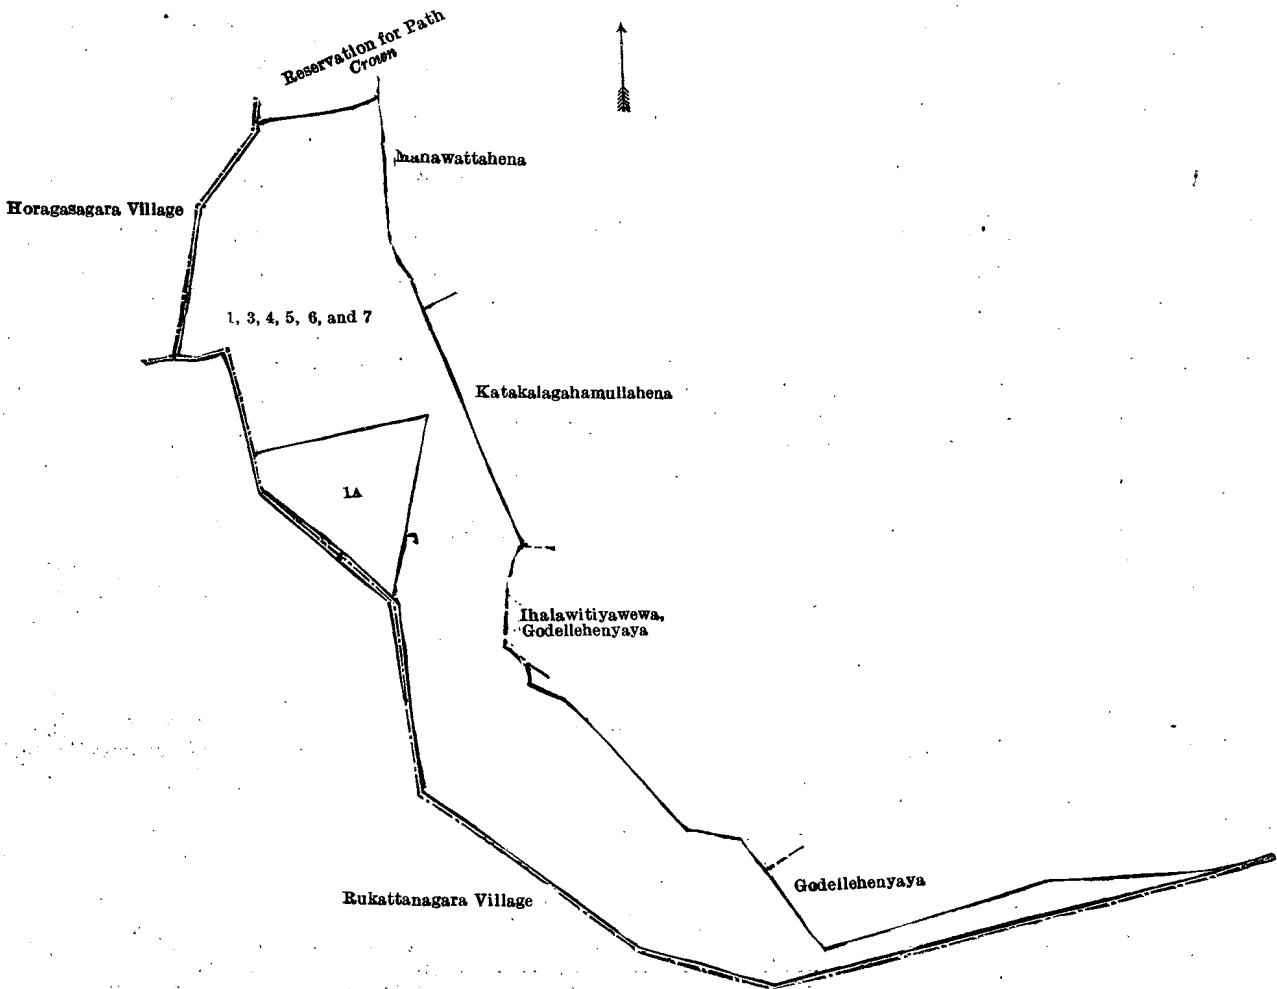 Reservation for Path
Crown
Horagasagara Village
1, 3, 4, 5, 6, and 7
Katakalagahamullahena
1A
Ihalawitiyawewa,
Godellehenyaya
Godellehenyaya
Rukattanagara Village